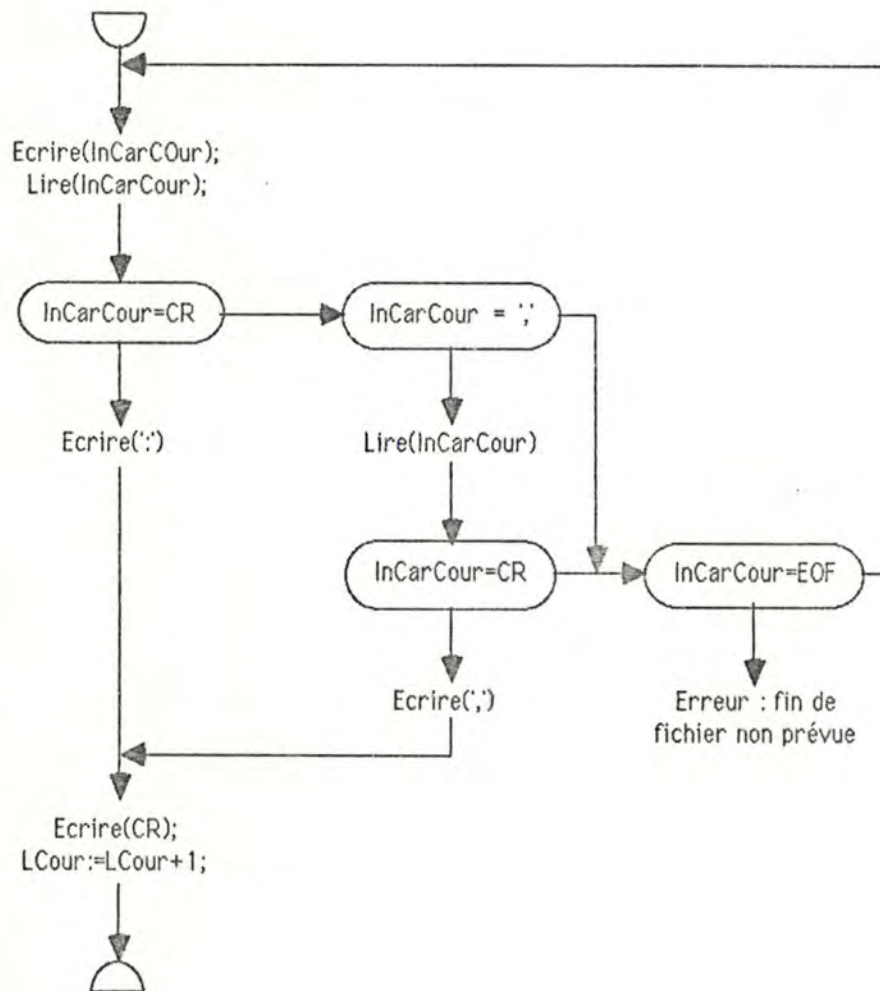 Ecrire(InCarCOur);
Lire(InCarCour);
InCarCour=CR
InCarCour = ','
Ecrire(':')
Lire(InCarCour)
InCarCour=CR
InCarCour=EOF
Ecrire(',')
Erreur : fin de
fichier non prévue
Ecrire(CR);
LCour:=LCour+1;